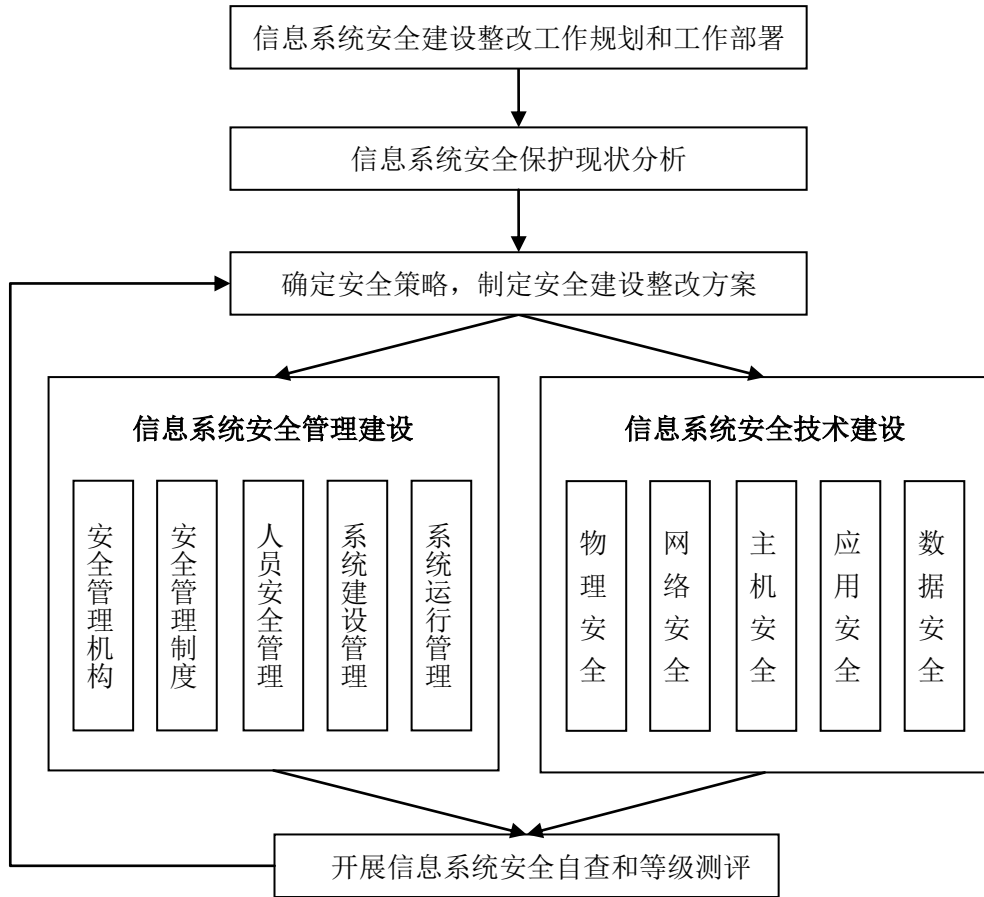 信息系统安全建设整改工作规划和工作部署
信息系统安全保护现状分析
确定安全策略，制定安全建设整改方案
信息系统安全管理建设
安全管理机构
安全管理制度
人员安全管理
系统建设管理
系统运行管理
信息系统安全技术建设
物理安全
网络安全
主机安全
应用安全
数据安全
开展信息系统安全自查和等级测评